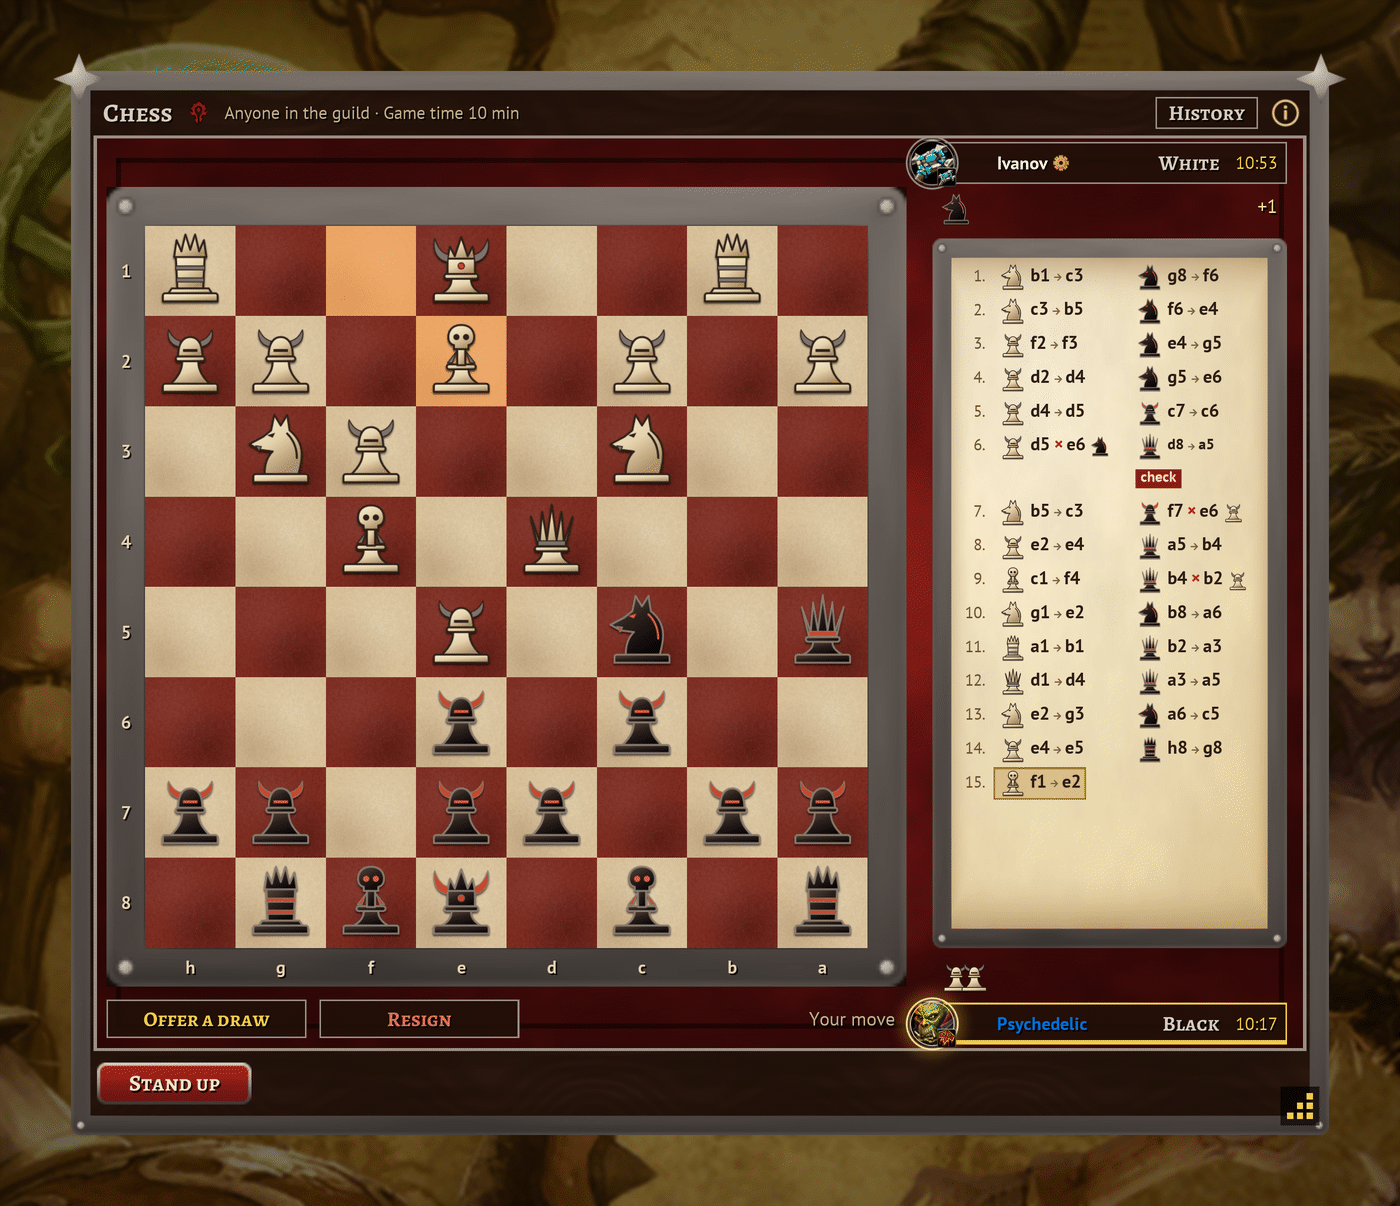 Chess Anyone in the guild · Game time 10 min History
Ivanov White 10:53
+1
1
2
3
4
5
6
7
8
h g f e d c b a
1. b1 → c3 g8 → f6
2. c3 → b5 f6 → e4
3. f2 → f3 e4 → g5
4. d2 → d4 g5 → e6
5. d4 → d5 c7 → c6
6. d5 × e6 d8 → a5
check
7. b5 → c3 f7 × e6
8. e2 → e4 a5 → b4
9. c1 → f4 b4 × b2
10. g1 → e2 b8 → a6
11. a1 → b1 b2 → a3
12. d1 → d4 a3 → a5
13. e2 → g3 a6 → c5
14. e4 → e5 h8 → g8
15. f1 → e2
Offer a draw Resign Your move
Psychedelic Black 10:17
Stand up